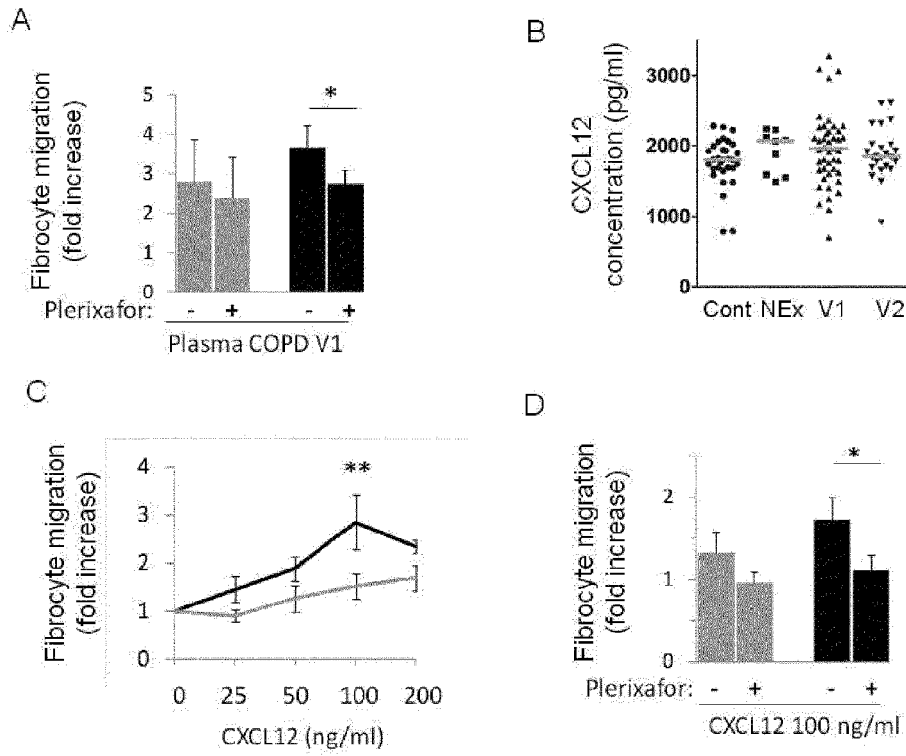 A
Fibrocyte migration
(fold increase)
5
4
3
2
1
0
*
Plerixafor: - + - +
Plasma COPD V1
B
CXCL12
concentration (pg/ml)
3000
2000
1000
0
Cont NEx V1 V2
C
Fibrocyte migration
(fold increase)
4
3
2
1
0
**
0 25 50 100 200
CXCL12 (ng/ml)
D
Fibrocyte migration
(fold increase)
2
1
0
*
Plerixafor: - + - +
CXCL12 100 ng/ml